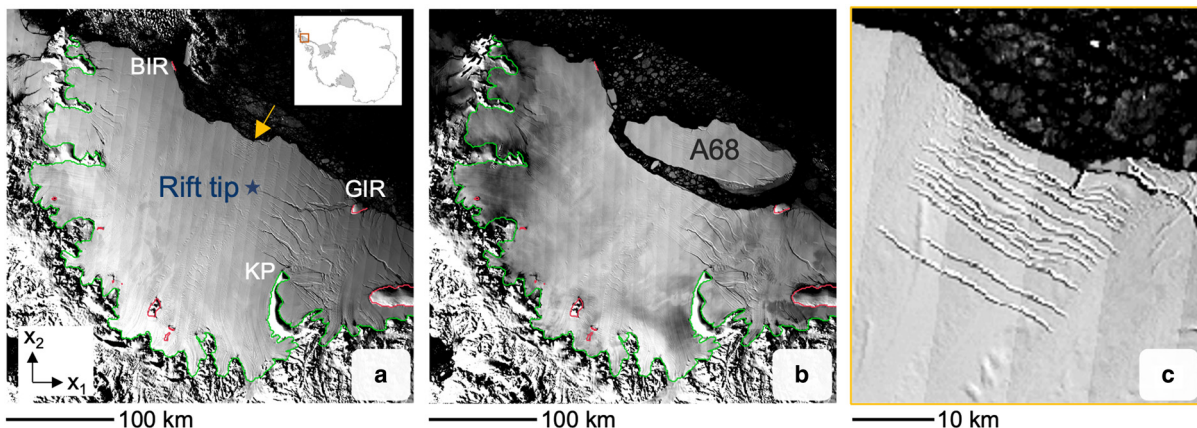 BIR
Rift tip
GIR
KP
x₂
x₁
a
100 km
A68
b
100 km
c
10 km